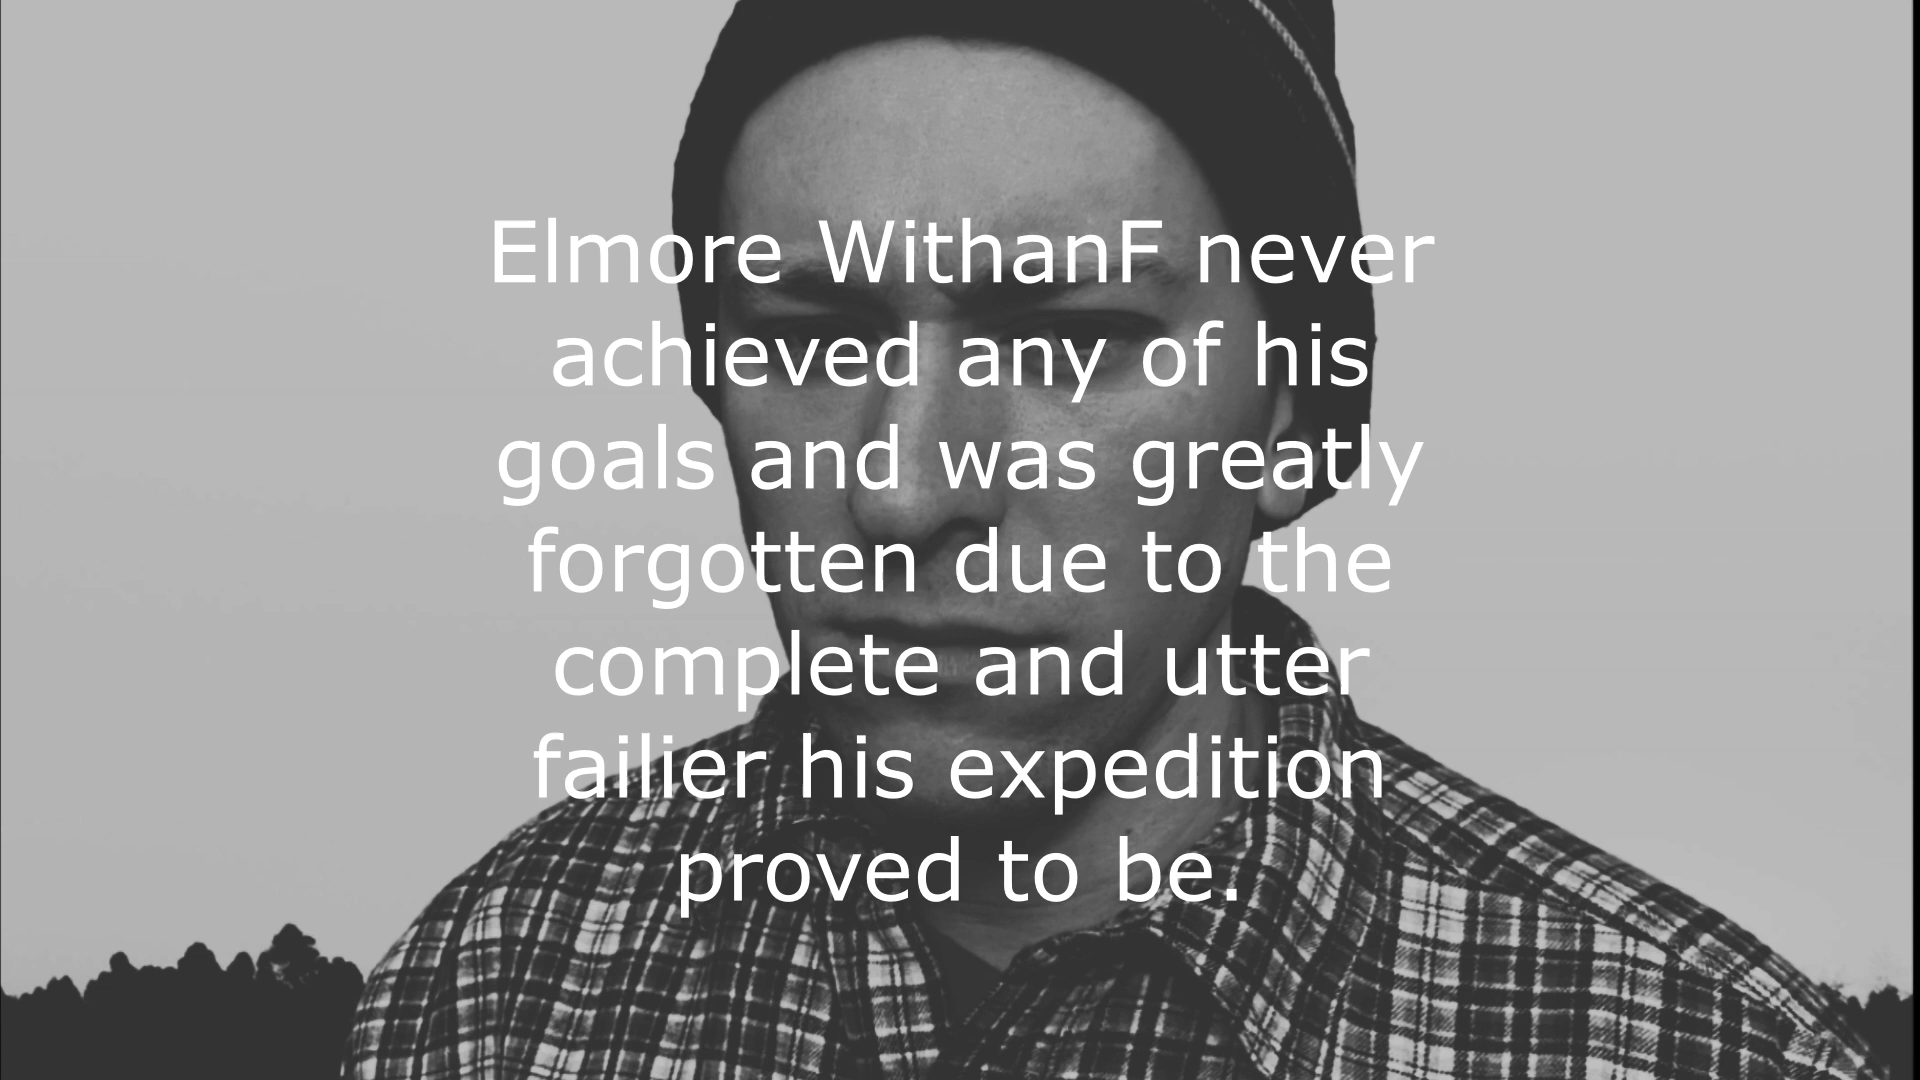 Elmore WithanF never
achieved any of his
goals and was greatly
forgotten due to the
complete and utter
failier his expedition
proved to be.